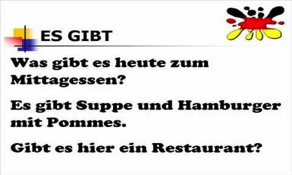 ES GIBT
Was gibt es heute zum
Mittagessen?
Es gibt Suppe und Hamburger
mit Pommes.
Gibt es hier ein Restaurant?